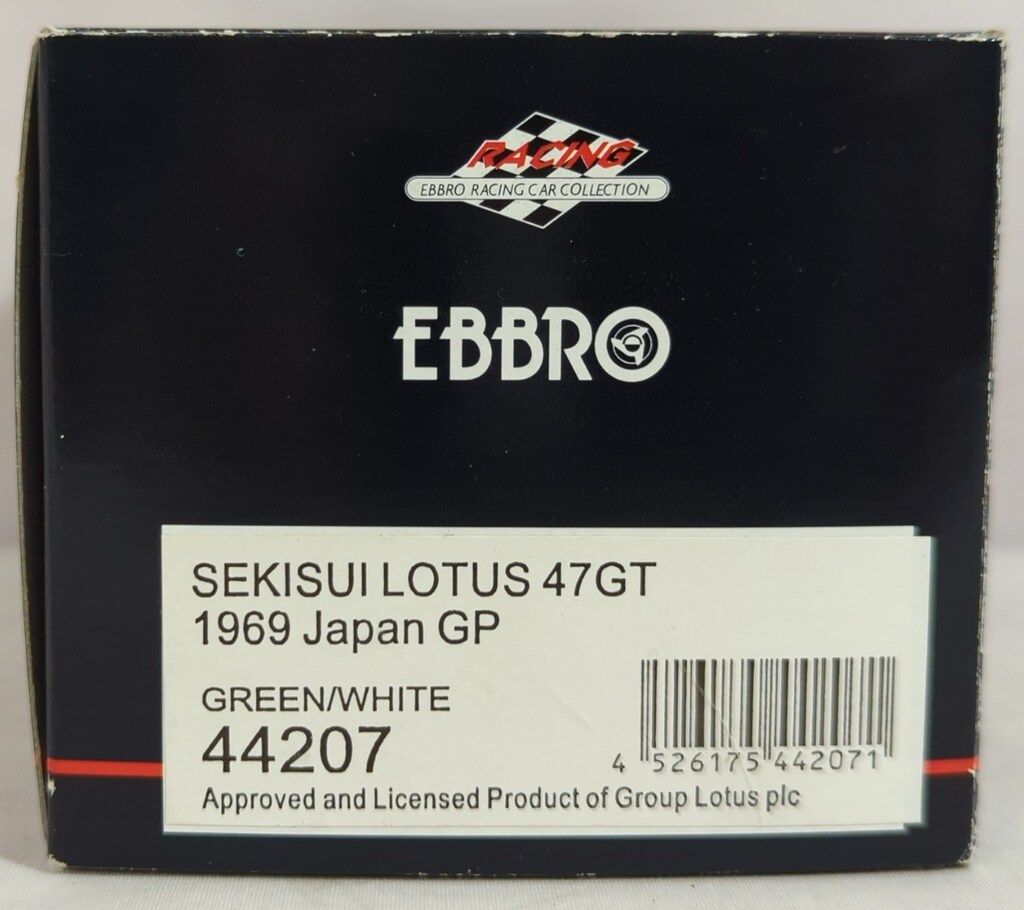 RACING
EBBRO RACING CAR COLLECTION
EBBRO
SEKISUI LOTUS 47GT
1969 Japan GP
GREEN/WHITE
44207
4 526175 442071
Approved and Licensed Product of Group Lotus plc